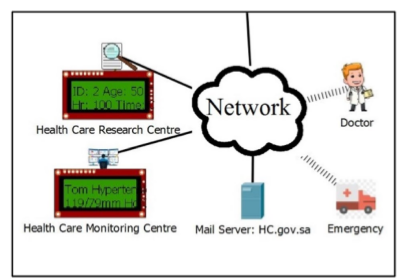 ID: 2 Age: 50
Hr: 100 Time
Network
Health Care Research Centre
Doctor
Tom Hyperten
119/79mm
Health Care Monitoring Centre
Mail Server: HC.gov.sa
Emergency